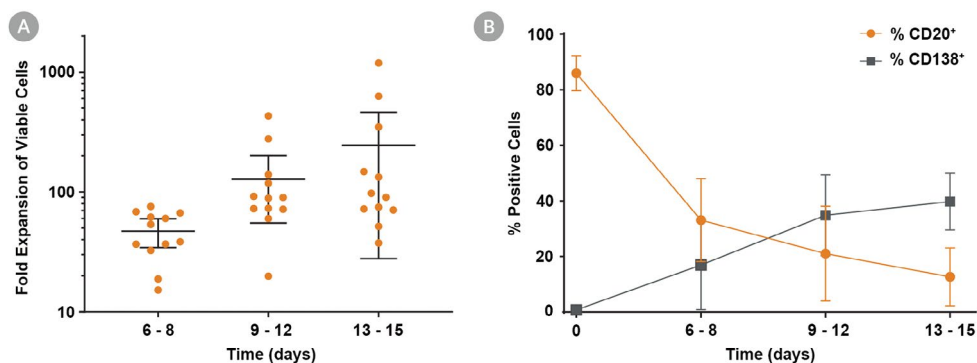 A
Fold Expansion of Viable Cells
1000
100
10
6 - 8
9 - 12
13 - 15
Time (days)
B
% CD20⁺
% CD138⁺
% Positive Cells
100
80
60
40
20
0
0
6 - 8
9 - 12
13 - 15
Time (days)